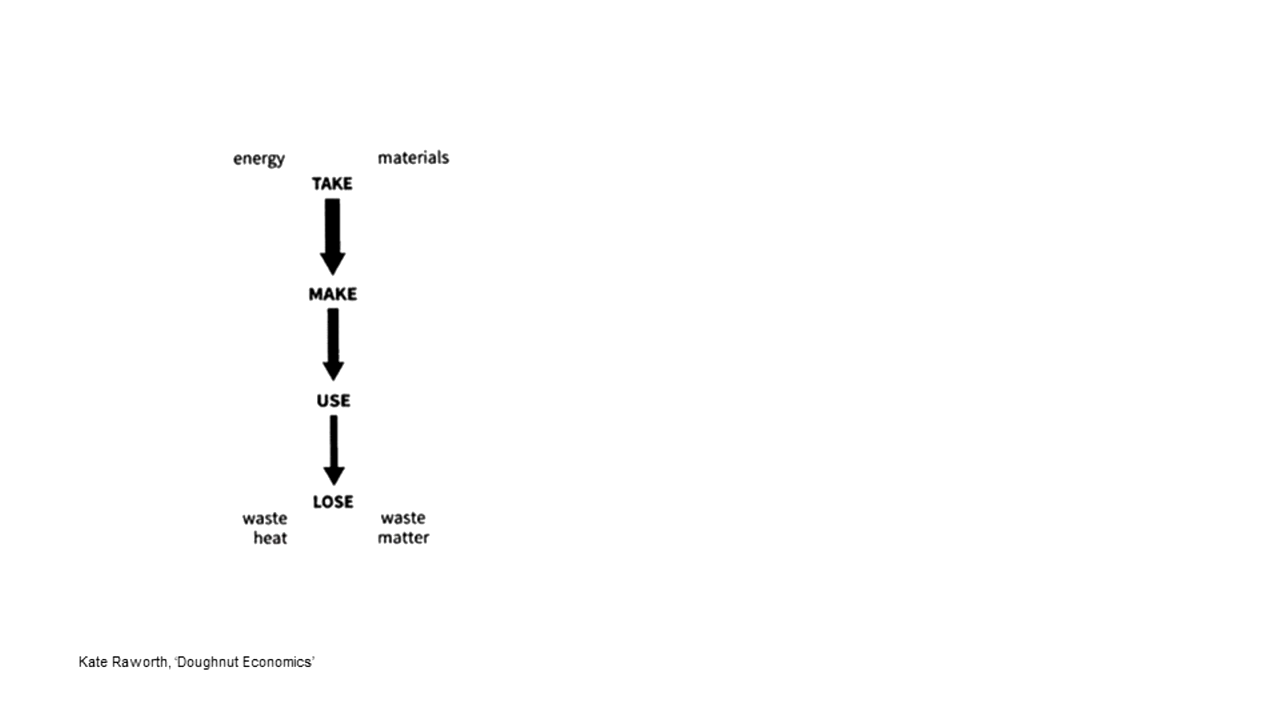 energy materials
TAKE
MAKE
USE
LOSE
waste waste
heat matter
Kate Raworth, ‘Doughnut Economics’